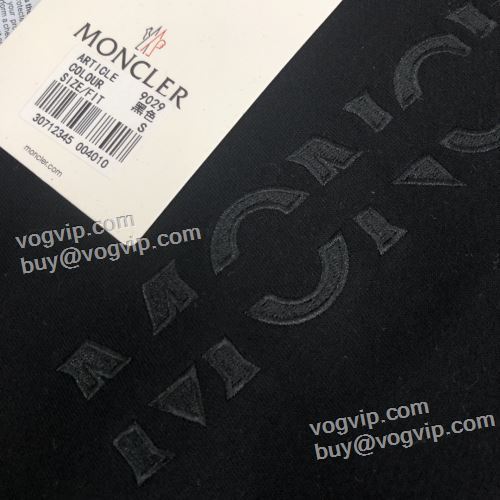 MONCLER
ARTICLE 9029
COLOUR 黑色
SIZE/FIT S
30712345 004010
moncler.com
vogvip.com
buy@vogvip.com
vogvip.com
buy@vogvip.com